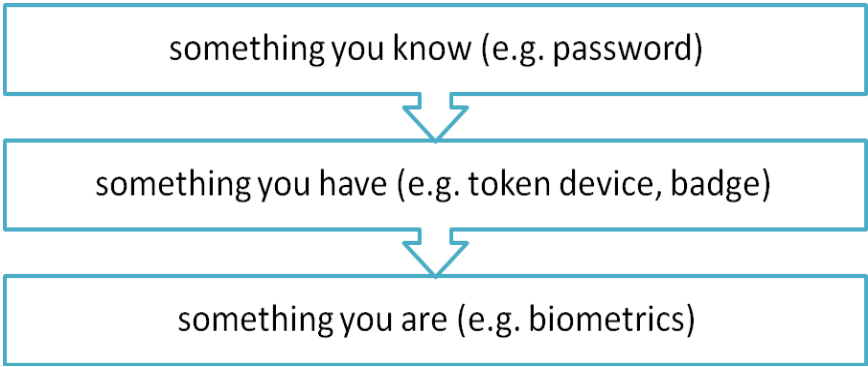 something you know (e.g. password)
something you have (e.g. token device, badge)
something you are (e.g. biometrics)